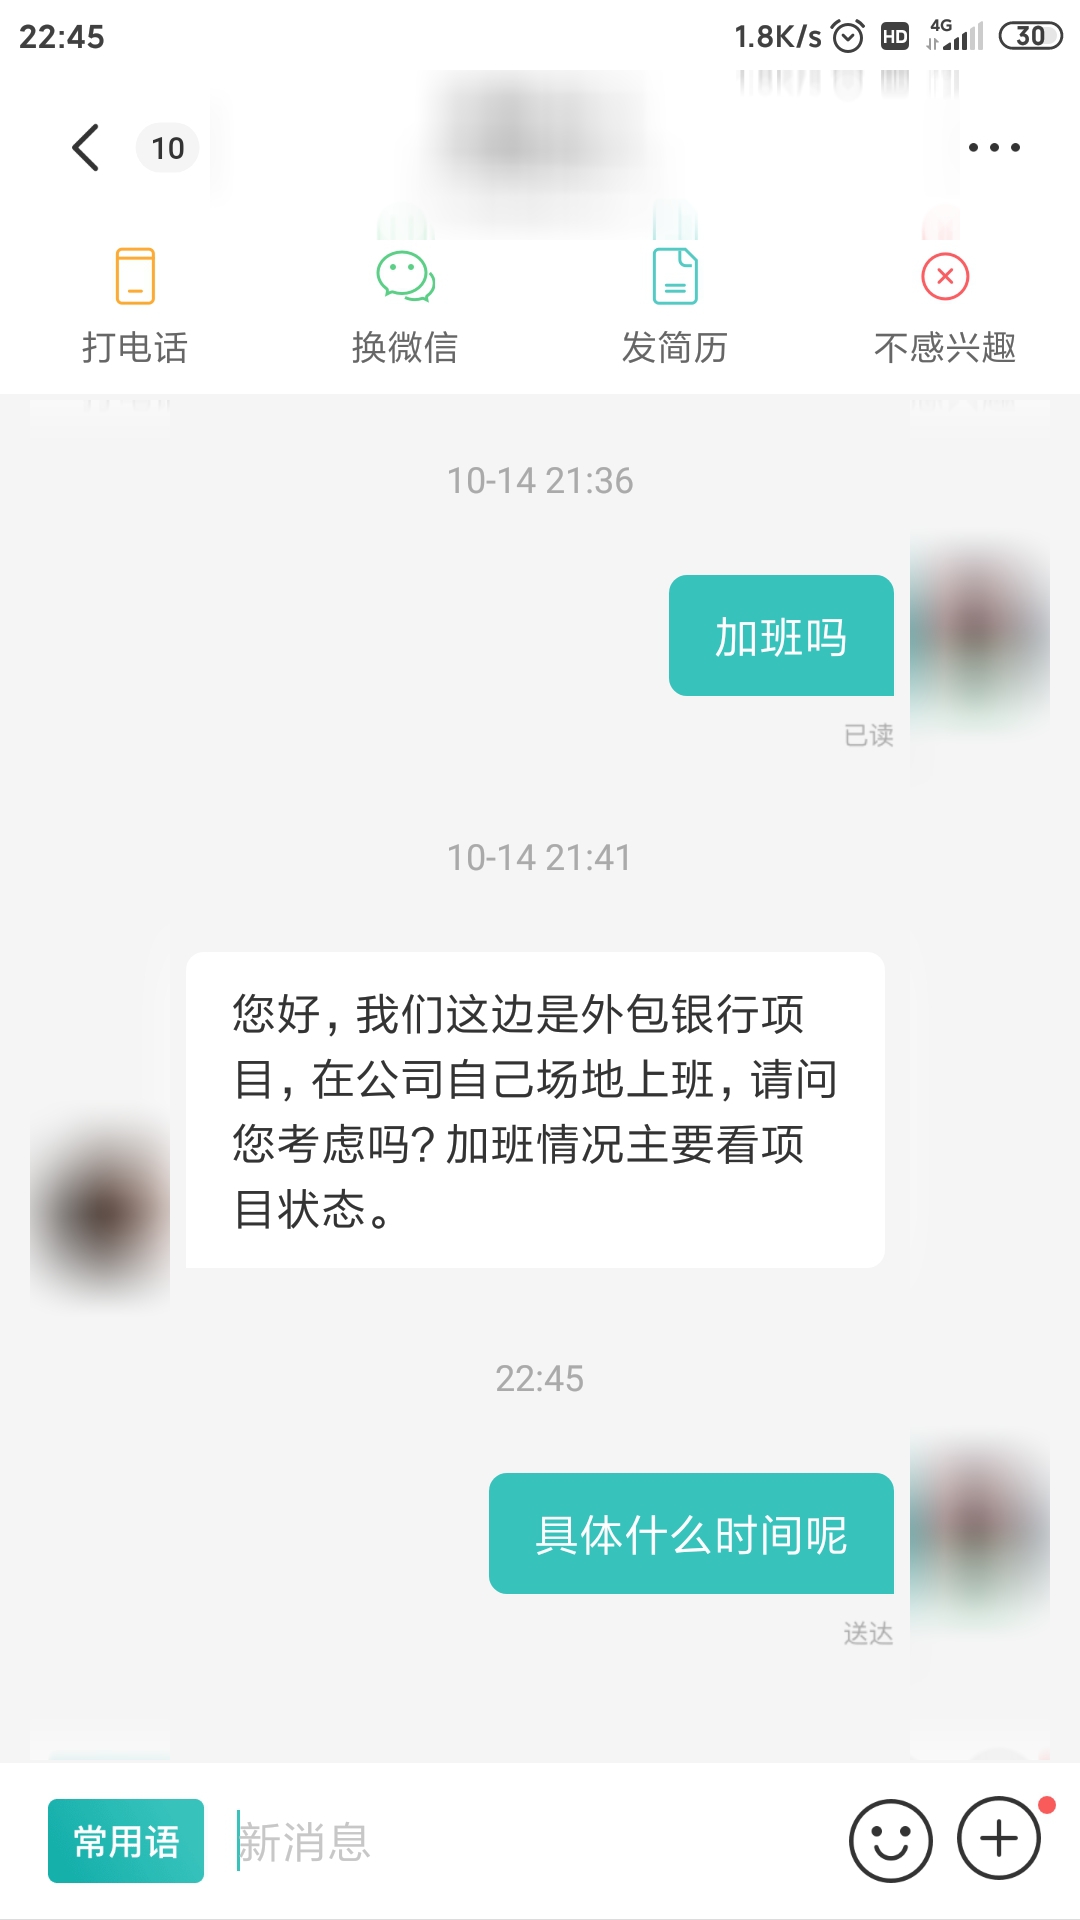 22:45 1.8K/s HD 4G 30
10
打电话 换微信 发简历 不感兴趣
10-14 21:36
加班吗
已读
10-14 21:41
您好，我们这边是外包银行项
目，在公司自己场地上班，请问
您考虑吗？加班情况主要看项
目状态。
22:45
具体什么时间呢
送达
常用语 新消息